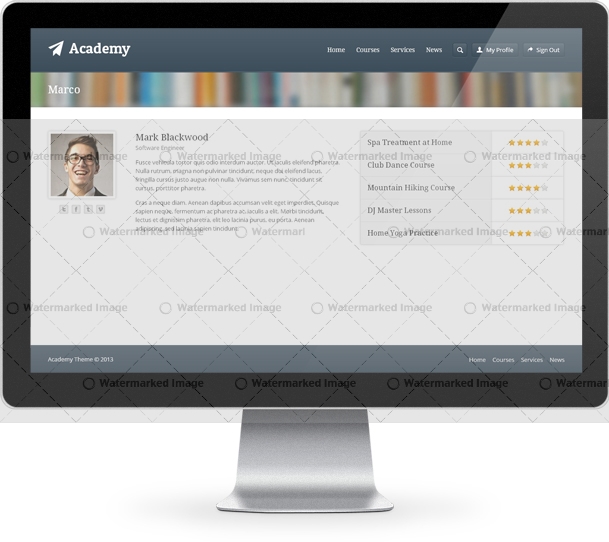 Academy
Home Courses Services News My Profile Sign Out
Marco
Mark Blackwood
Software Engineer
Fusce vehicula tortor quis odio interdum auctor. Ut iaculis eleifend pharetra.
Nulla rutrum, magna non pulvinar tincidunt, neque dui eleifend lacus,
fringilla cursus justo augue non nulla. Vivamus sem nunc, tincidunt sit
cursus, porttitor pharetra.
Cras a neque diam. Aenean dapibus accumsan velit eget imperdiet. Quisque
sapien neque, fermentum ac pharetra at, iaculis a elit. Morbi tincidunt,
lectus et dignissim pharetra, elit leo lacinia purus, eu porta. Aenean
adipiscing, sed lacinia sapien tincidunt.
Spa Treatment at Home
Club Dance Course
Mountain Hiking Course
DJ Master Lessons
Home Yoga Practice
Watermarked Image Watermarked Image Watermarked Image Watermarked Image
Watermarked Image Watermari Watermarked Image Watermar
Watermarked Image Watermarked Image Watermarked Image Watermarked Image
Academy Theme © 2013 Home Courses Services News
Watermarked Image Watermarked Image Watermarked Image Watermar